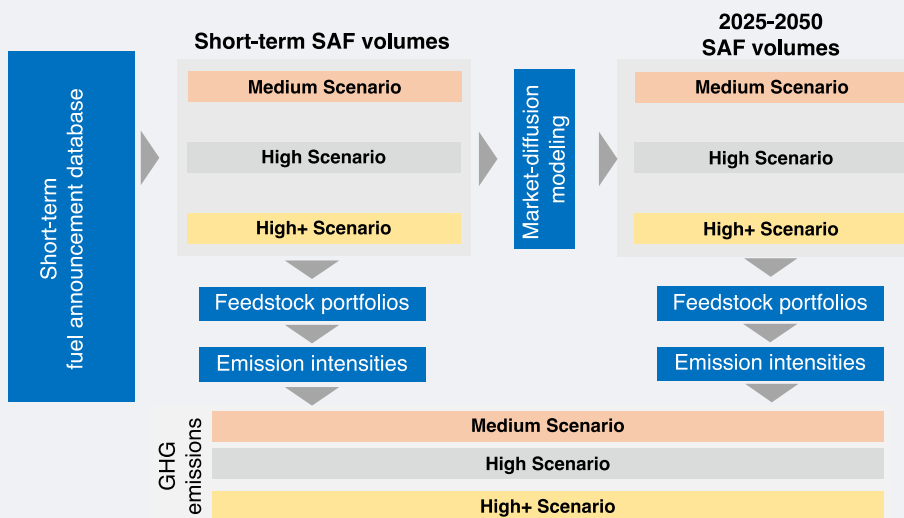 Short-term
fuel announcement database
Short-term SAF volumes
Medium Scenario
High Scenario
High+ Scenario
Feedstock portfolios
Emission intensities
Market-diffusion
modeling
2025-2050
SAF volumes
Medium Scenario
High Scenario
High+ Scenario
Feedstock portfolios
Emission intensities
GHG
emissions
Medium Scenario
High Scenario
High+ Scenario